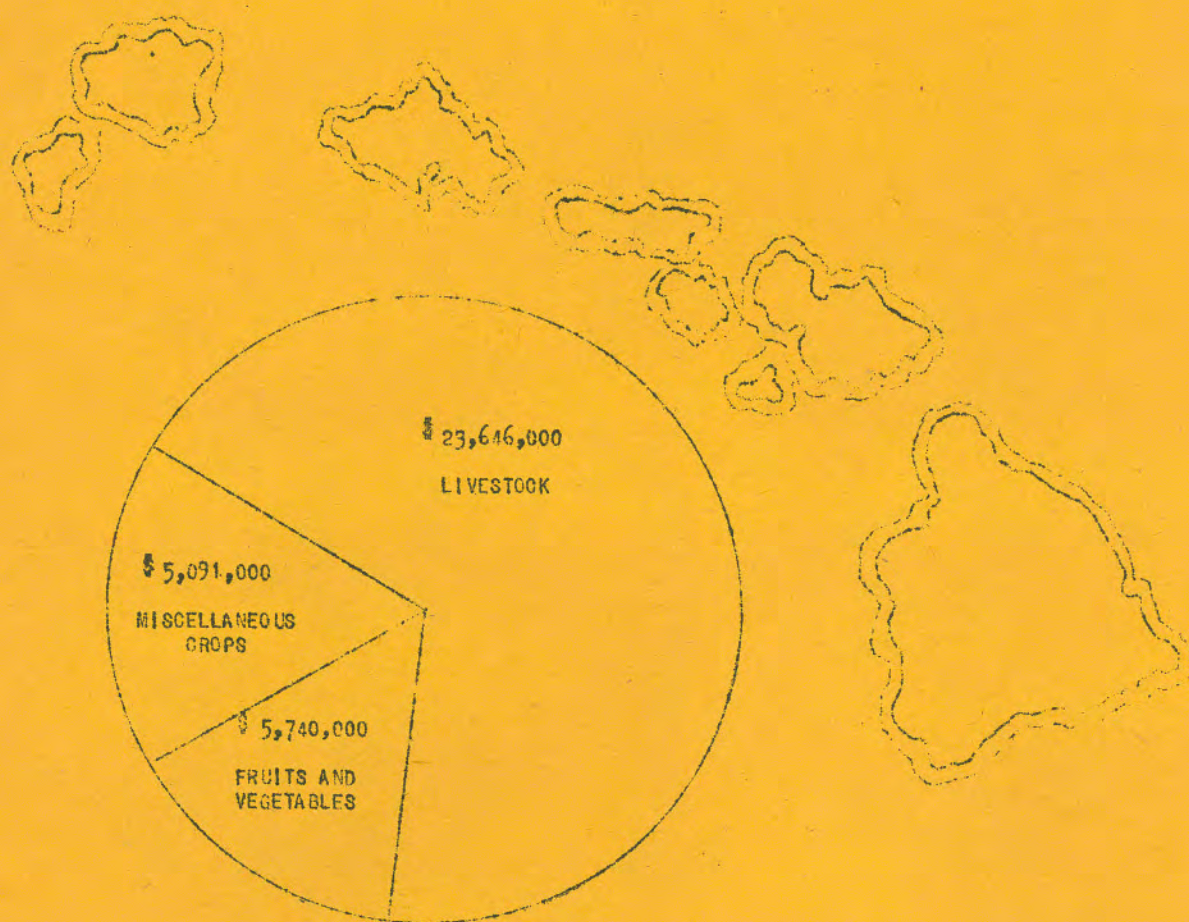 $ 23,646,000
LIVESTOCK
$ 5,091,000
MISCELLANEOUS
CROPS
$ 5,740,000
FRUITS AND
VEGETABLES